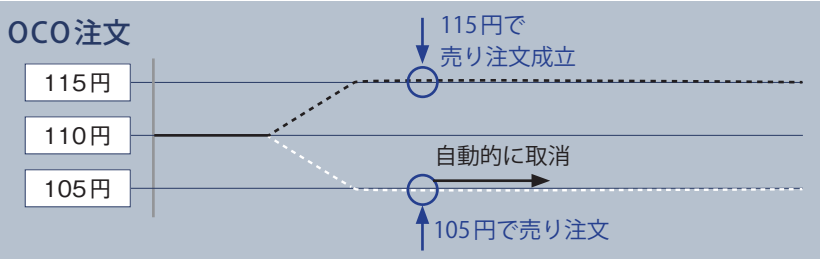 OCO注文
115円で
売り注文成立
115円
110円
自動的に取消
105円
105円で売り注文